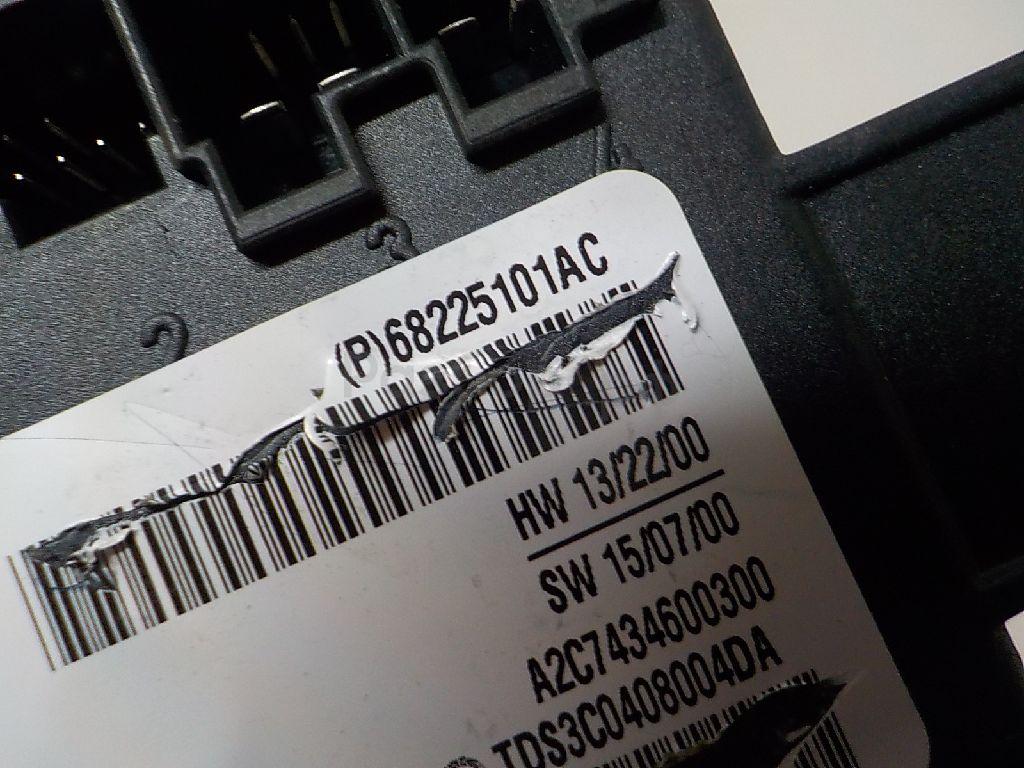 (P)68225101AC
HW 13/22/00
SW 15/07/00
A2C7434600300
TDS3C0408004DA